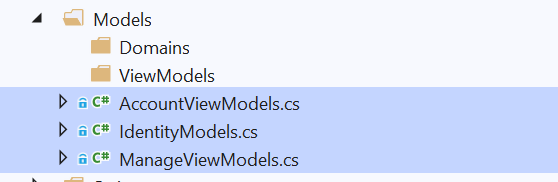 Models
Domains
ViewModels
C# AccountViewModels.cs
C# IdentityModels.cs
C# ManageViewModels.cs